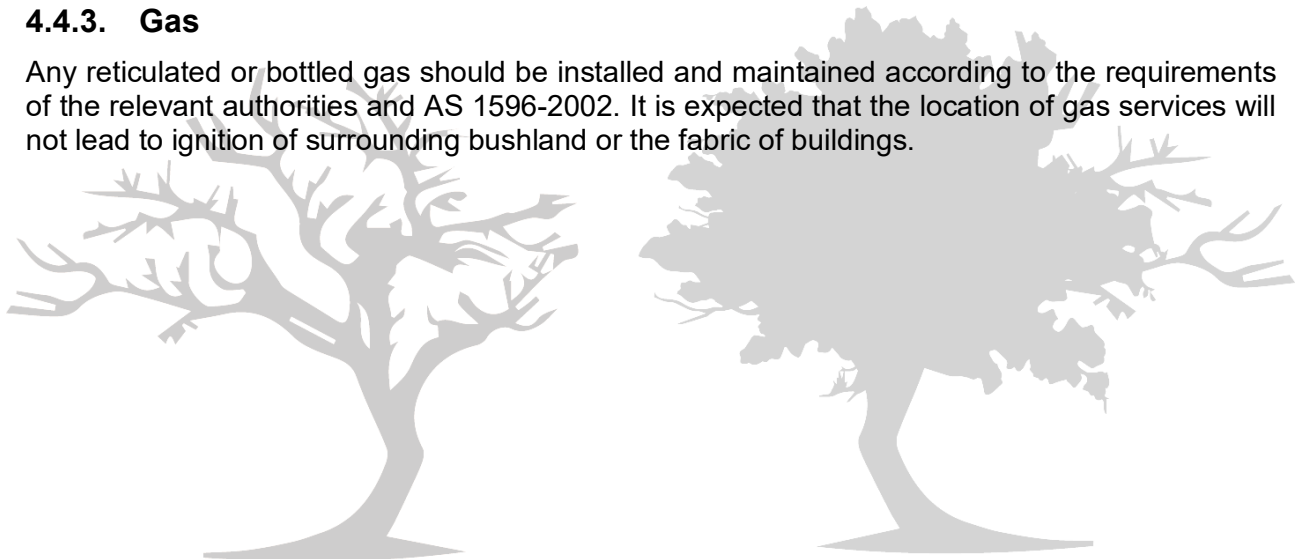 4.4.3. Gas
Any reticulated or bottled gas should be installed and maintained according to the requirements
of the relevant authorities and AS 1596-2002. It is expected that the location of gas services will
not lead to ignition of surrounding bushland or the fabric of buildings.